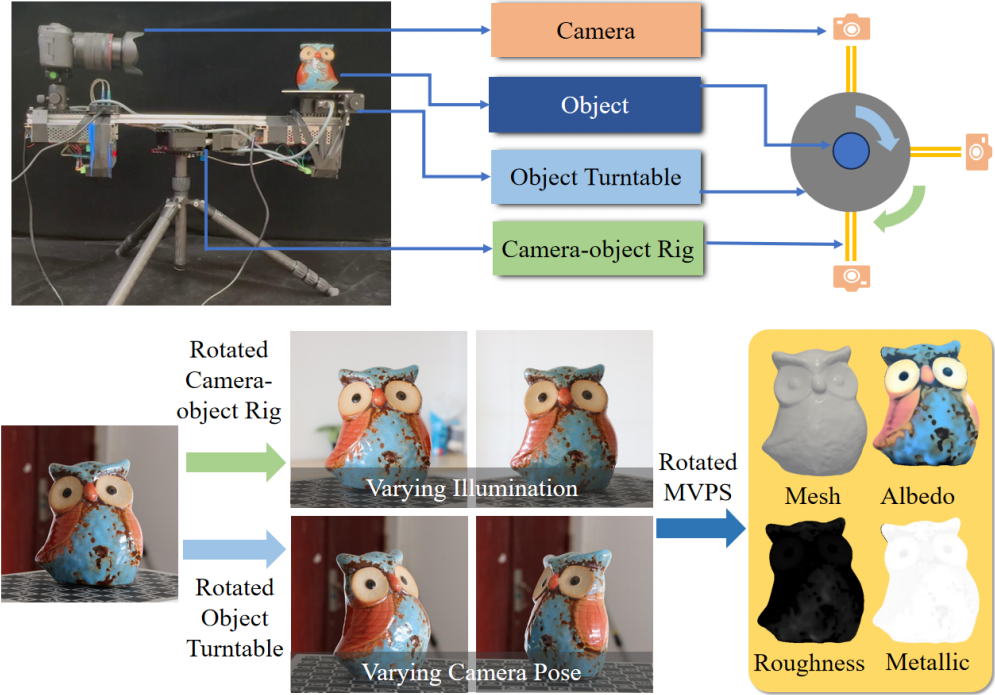 Camera
Object
Object Turntable
Camera-object Rig
Rotated
Camera-
object Rig
Varying Illumination
Rotated
Object
Turntable
Varying Camera Pose
Rotated
MVPS
Mesh
Albedo
Roughness
Metallic